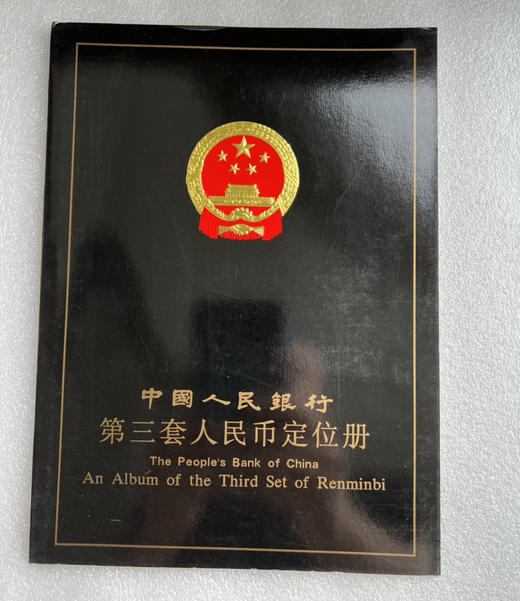 中國人民銀行
第三套人民币定位册
The People's Bank of China
An Album of the Third Set of Renminbi